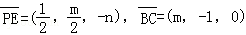 PE=(1/2, m/2, -n), BC=(m, -1, 0)